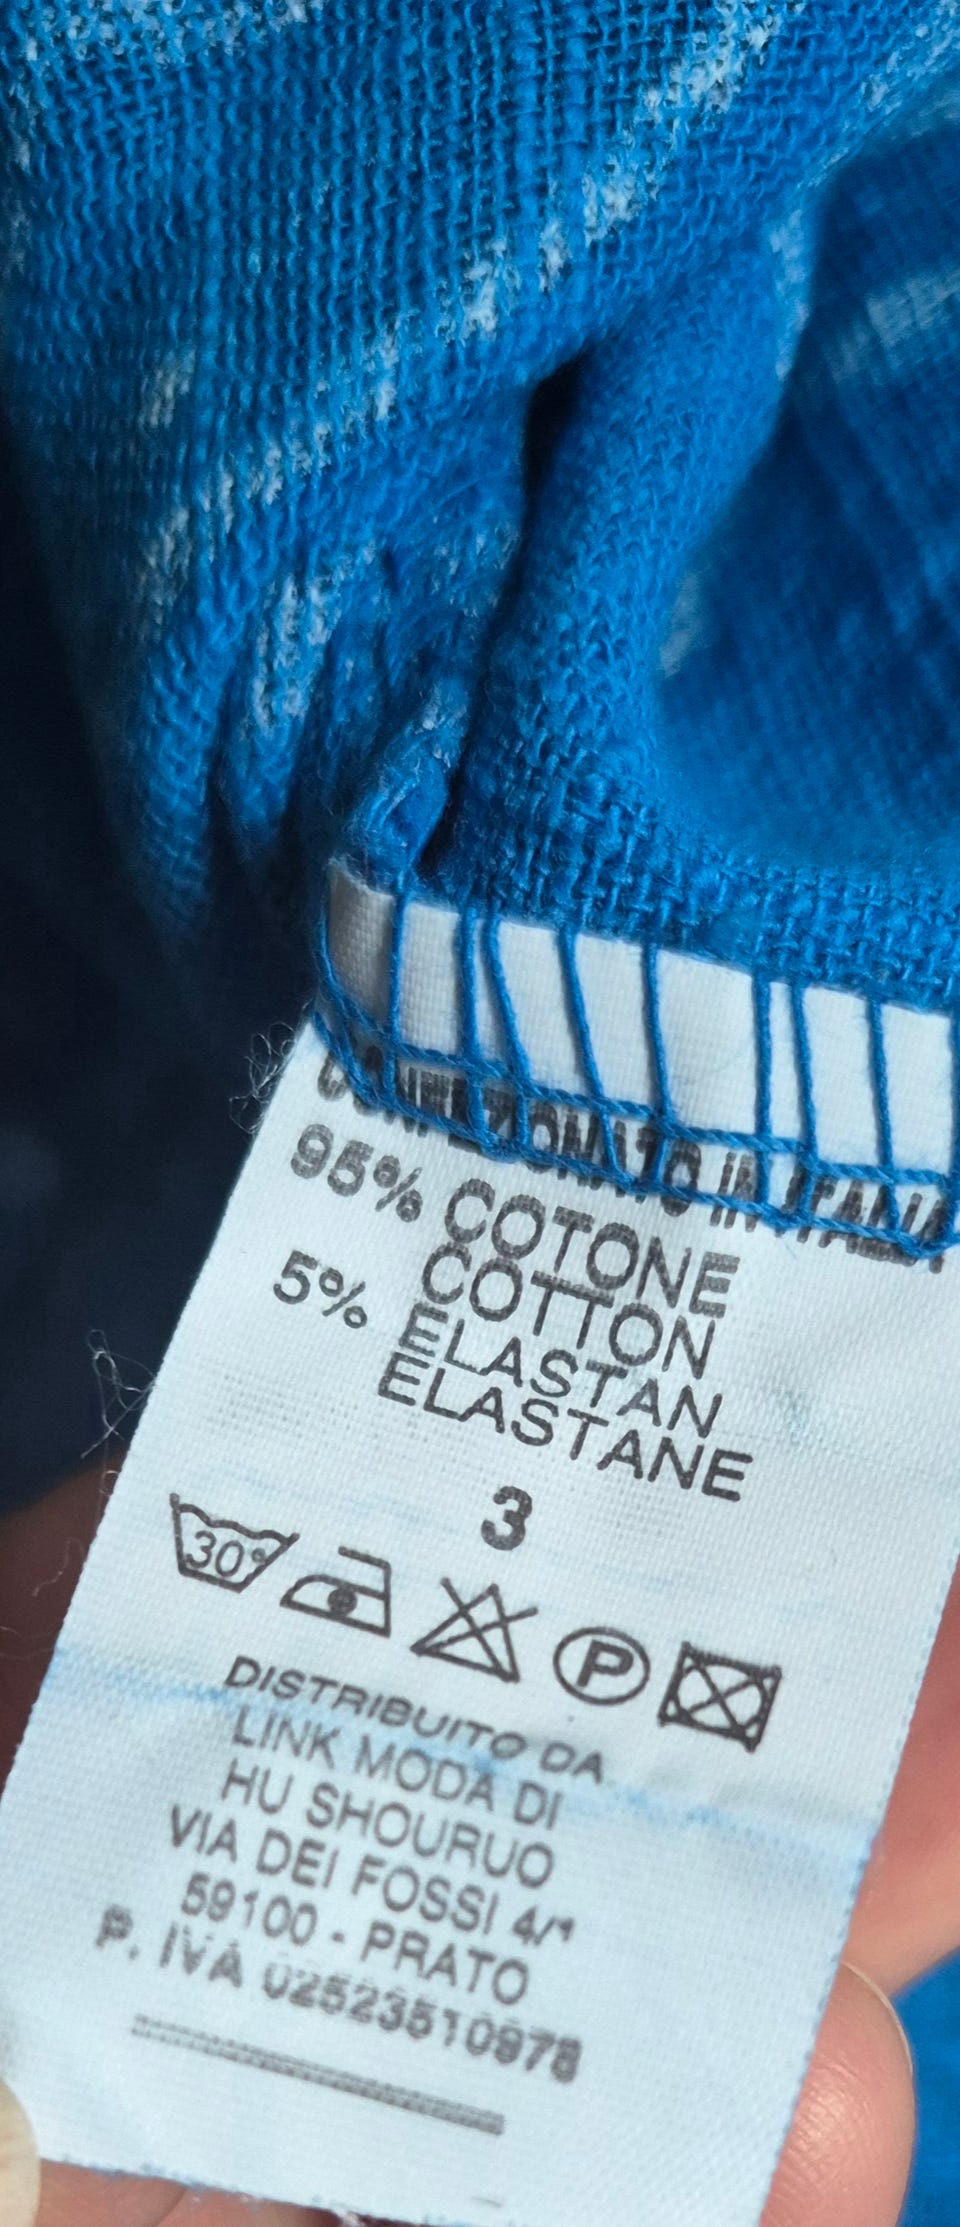 CONFEZIONATO IN ITALIA
95% COTONE
COTTON
5% ELASTAN
ELASTANE
3
30°
P
DISTRIBUITO DA
LINK MODA DI
HU SHOURUO
VIA DEI FOSSI 4/
59100 - PRATO
P. IVA 02523510978